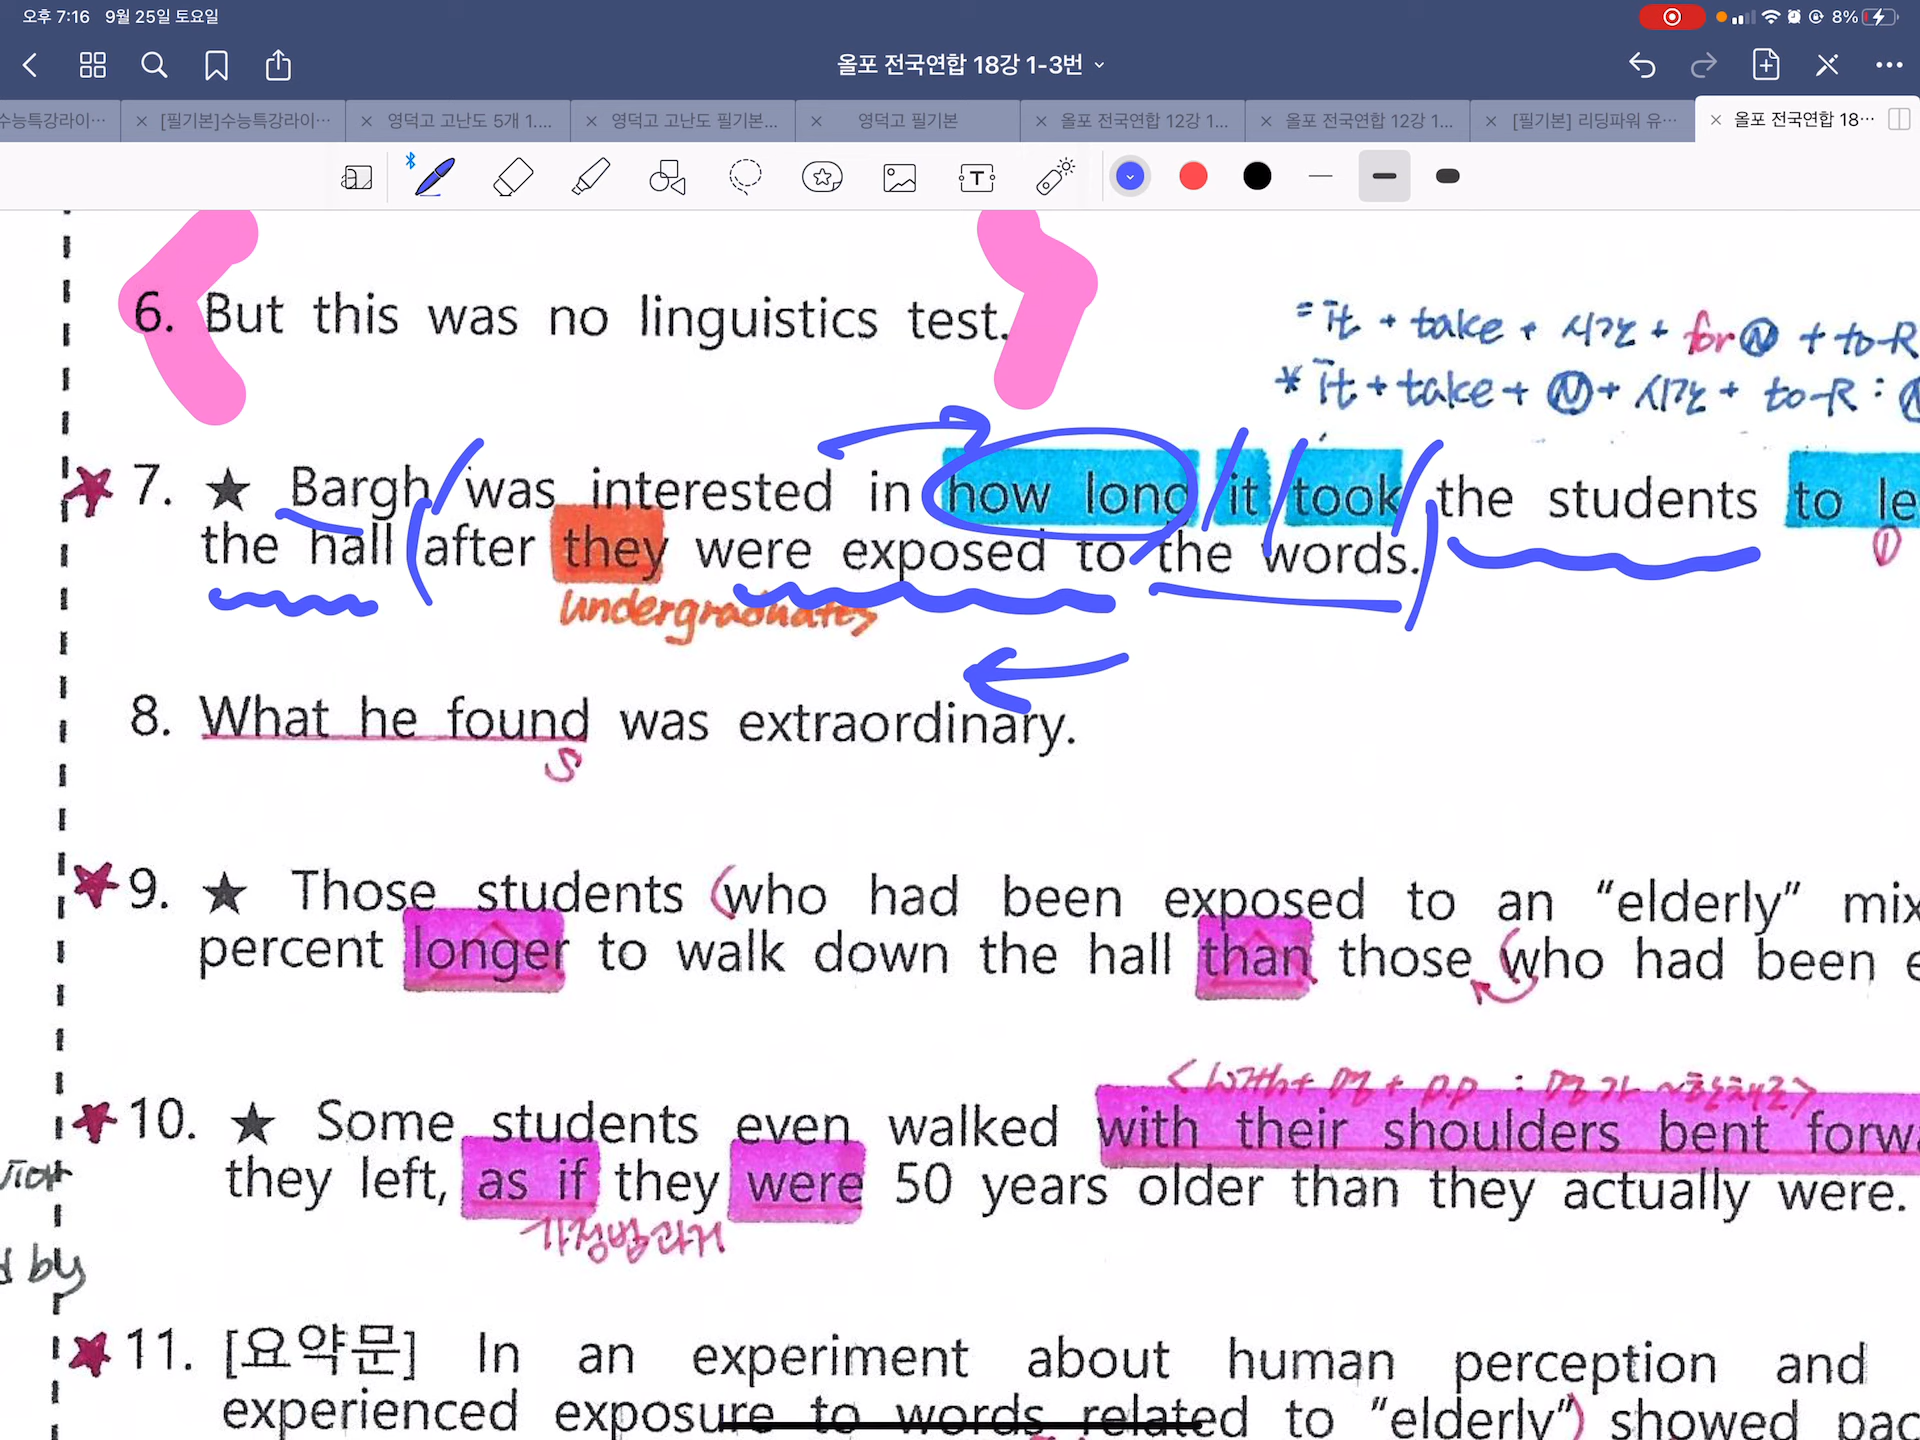 오후 7:16 9월 25일 토요일
8%
올포 전국연합 18강 1-3번
수능특강라이··· × [필기본]수능특강라이··· × 영덕고 고난도 5개 1.... × 영덕고 고난도 필기본... × 영덕고 필기본 × 올포 전국연합 12강 1... × 올포 전국연합 12강 1... × [필기본] 리딩파워 유··· × 올포 전국연합 18···
6. But this was no linguistics test.
= it + take + 시간 + for Ⓝ + to-R
* it + take + Ⓝ + 시간 + to-R : Ⓝ
7. ★ Bargh was interested in how long it took the students to le
the hall after they were exposed to the words.
①
undergraduates
8. What he found was extraordinary.
S
9. ★ Those students (who had been exposed to an “elderly” mix
percent longer to walk down the hall than those (who had been e
<with + 명 + p.p : 명가 ~한채로>
10. ★ Some students even walked with their shoulders bent forw
they left, as if they were 50 years older than they actually were.
가정법과거
d by
11. [요약문] In an experiment about human perception and
experienced exposure to words related to “elderly”) showed pac